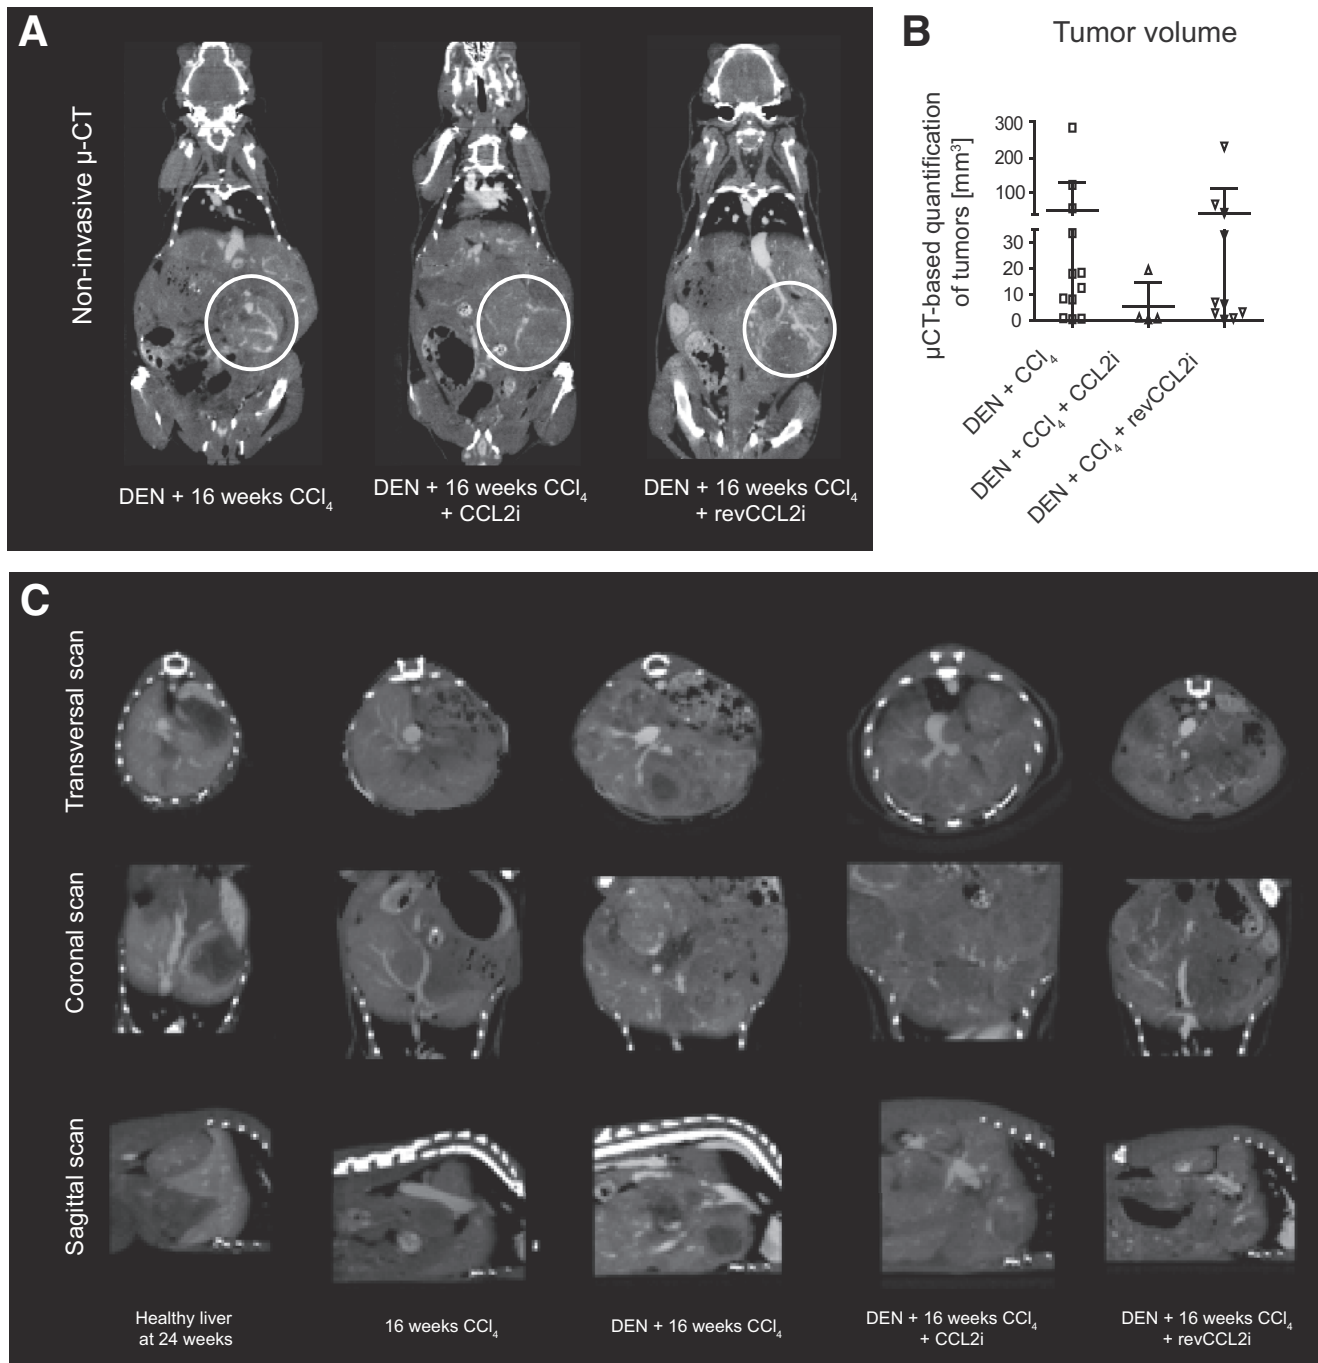 A
Non-invasive µ-CT
DEN + 16 weeks CCl₄
DEN + 16 weeks CCl₄
+ CCL2i
DEN + 16 weeks CCl₄
+ revCCL2i
B
Tumor volume
µCT-based quantification
of tumors [mm³]
300
200
100
30
20
10
0
DEN + CCl₄
DEN + CCl₄ + CCL2i
DEN + CCl₄ + revCCL2i
C
Transversal scan
Coronal scan
Sagittal scan
Healthy liver
at 24 weeks
16 weeks CCl₄
DEN + 16 weeks CCl₄
DEN + 16 weeks CCl₄
+ CCL2i
DEN + 16 weeks CCl₄
+ revCCL2i